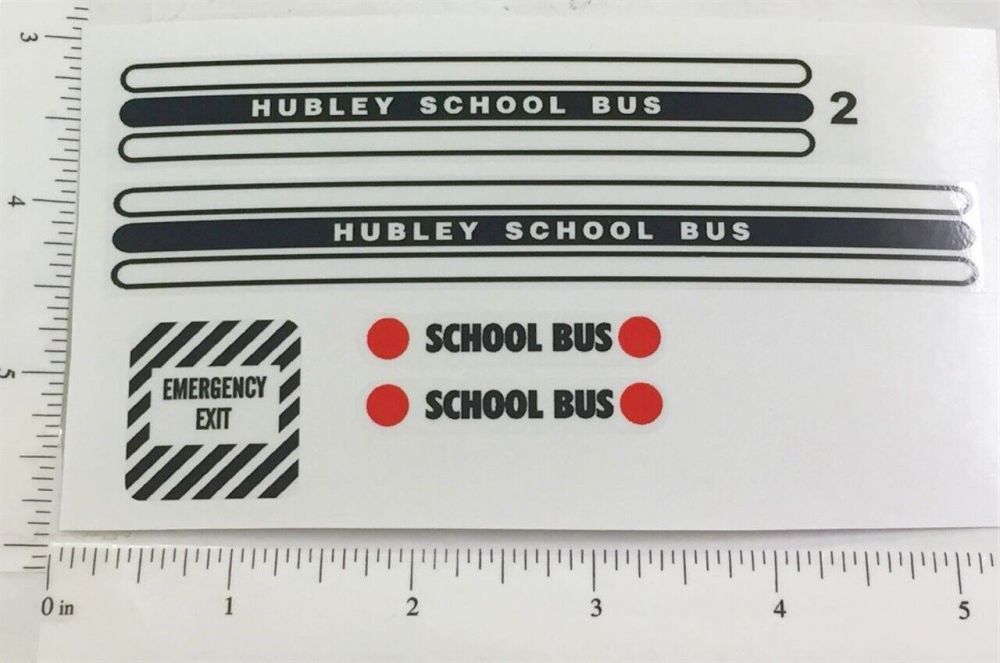 3
HUBLEY SCHOOL BUS 2
4
HUBLEY SCHOOL BUS
5
EMERGENCY
EXIT
SCHOOL BUS
SCHOOL BUS
0 in 1 2 3 4 5